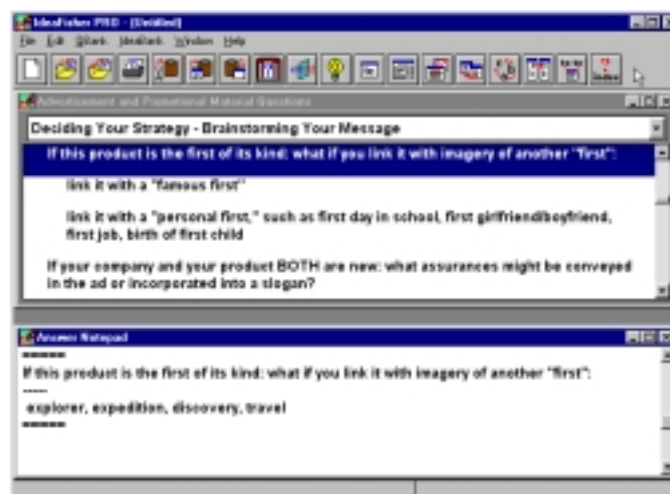 IdeaFisher PRO - (Untitled)
File Edit QBank IdeaBank Window Help
Advertisement and Promotional Material Questions
Deciding Your Strategy - Brainstorming Your Message
If this product is the first of its kind: what if you link it with imagery of another "first":
link it with a "famous first"
link it with a "personal first," such as first day in school, first girlfriend/boyfriend,
first job, birth of first child
If your company and your product BOTH are new: what assurances might be conveyed
in the ad or incorporated into a slogan?
Answer Notepad
======
If this product is the first of its kind: what if you link it with imagery of another "first":
-----
explorer, expedition, discovery, travel
======